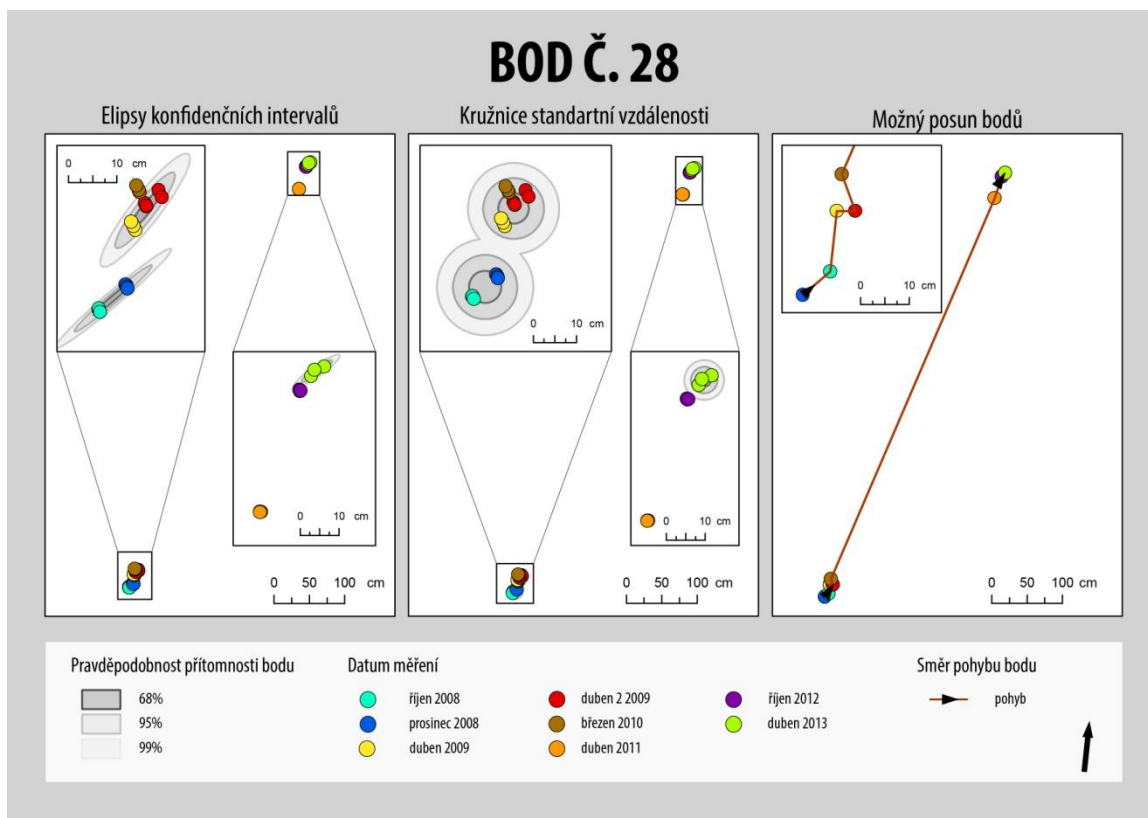 BOD Č. 28
Elipsy konfidenčních intervalů
Kružnice standartní vzdálenosti
Možný posun bodů
0 10 cm
0 10 cm
0 50 100 cm
0 10 cm
0 10 cm
0 50 100 cm
0 10 cm
0 50 100 cm
Pravděpodobnost přítomnosti bodu
68%
95%
99%
Datum měření
říjen 2008
prosinec 2008
duben 2009
duben 2 2009
březen 2010
duben 2011
říjen 2012
duben 2013
Směr pohybu bodu
pohyb